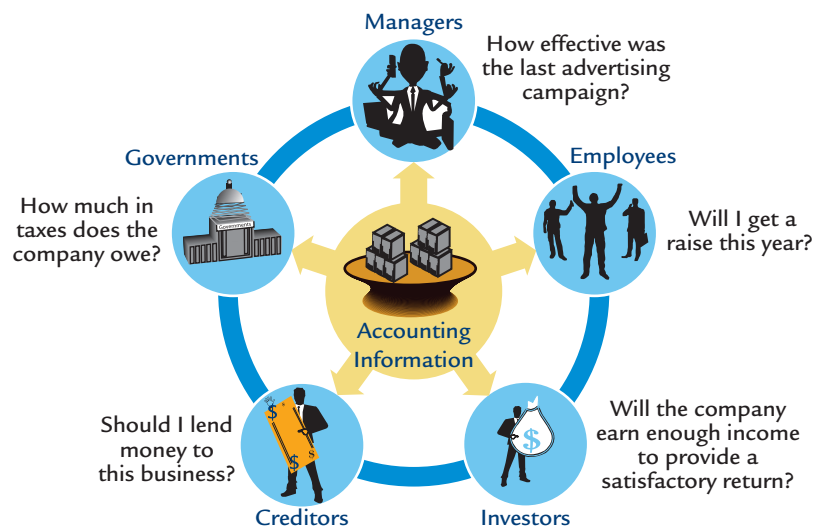 Managers
How effective was
the last advertising
campaign?
Governments
Employees
How much in
taxes does the
company owe?
Governments
Will I get a
raise this year?
Accounting
Information
Should I lend
money to
this business?
$
$
$
$
Will the company
earn enough income
to provide a
satisfactory return?
Creditors
Investors